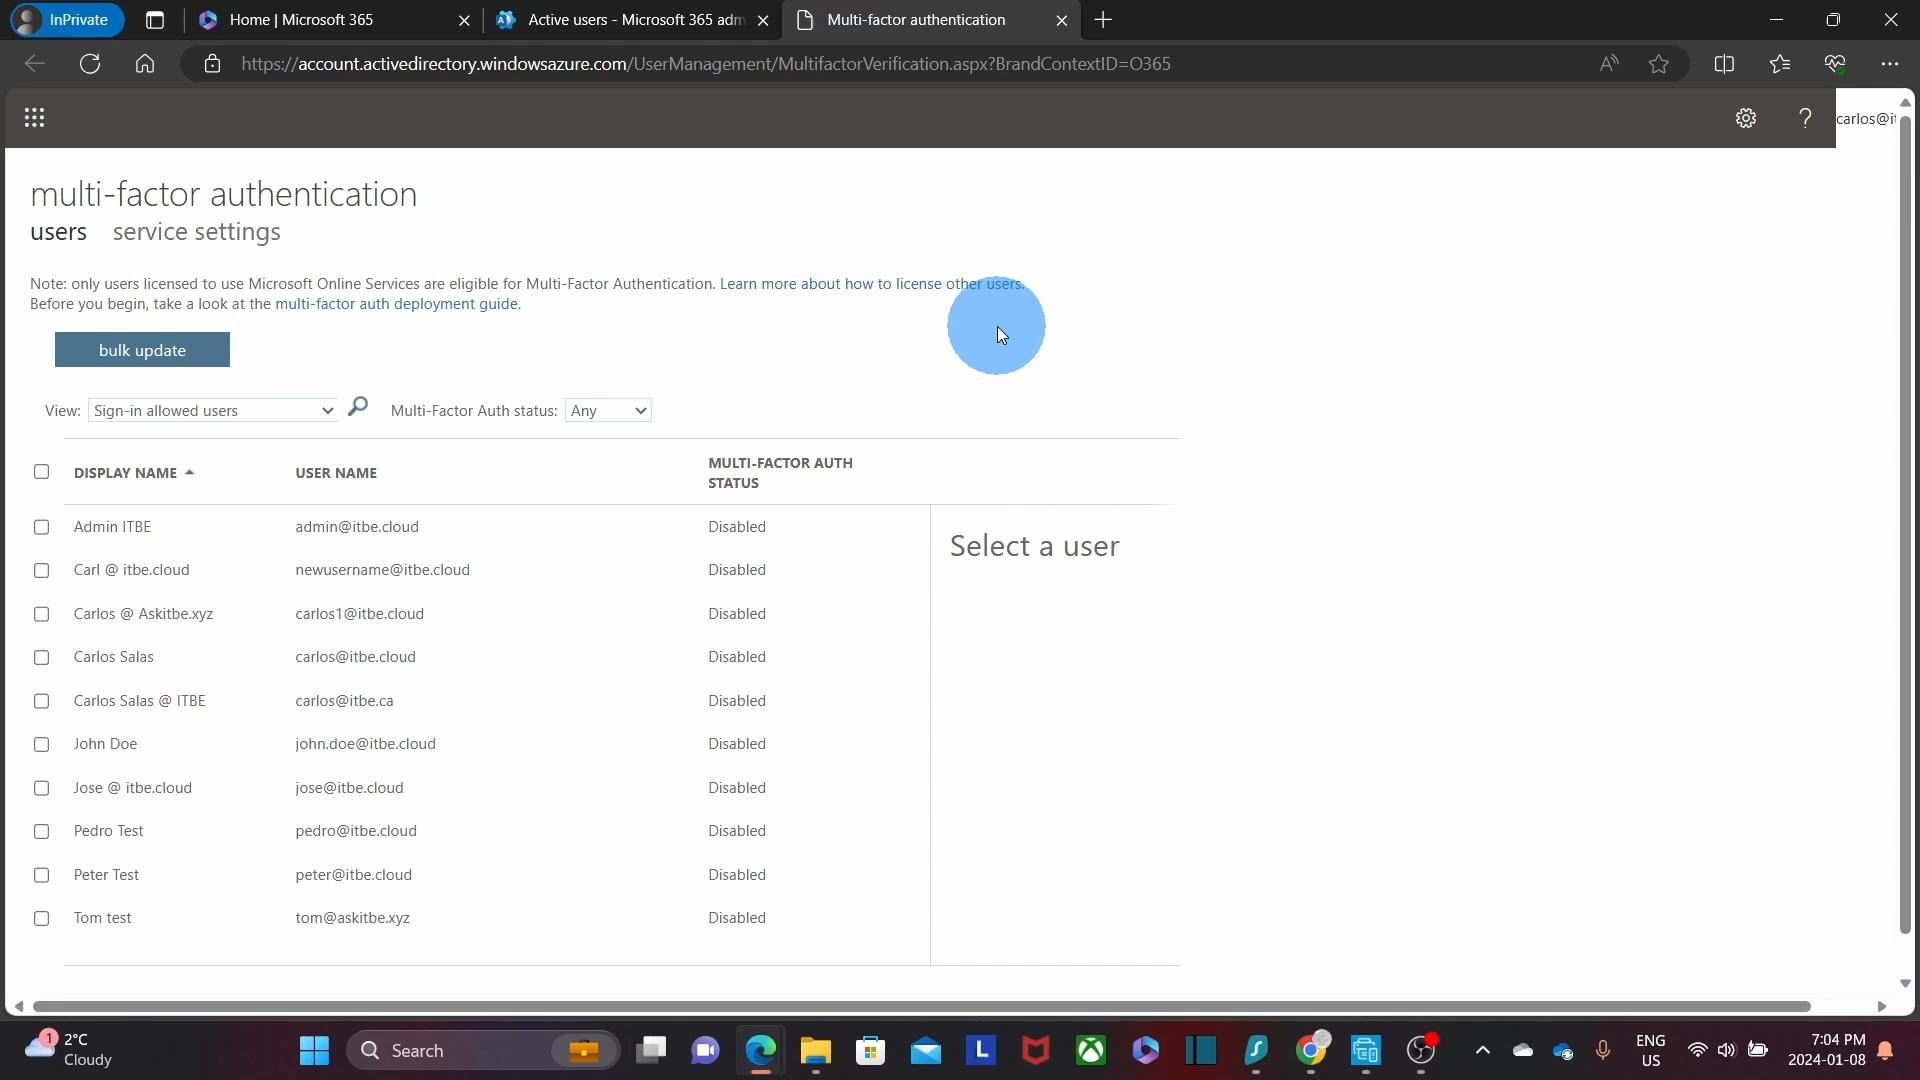 InPrivate
Home | Microsoft 365
Active users - Microsoft 365 adm
Multi-factor authentication
https://account.activedirectory.windowsazure.com/UserManagement/MultifactorVerification.aspx?BrandContextID=O365
?
carlos@it
multi-factor authentication
users service settings
Note: only users licensed to use Microsoft Online Services are eligible for Multi-Factor Authentication. Learn more about how to license other users.
Before you begin, take a look at the multi-factor auth deployment guide.
bulk update
View: Sign-in allowed users Multi-Factor Auth status: Any
DISPLAY NAME USER NAME MULTI-FACTOR AUTH
STATUS
Admin ITBE admin@itbe.cloud Disabled
Select a user
Carl @ itbe.cloud newusername@itbe.cloud Disabled
Carlos @ Askitbe.xyz carlos1@itbe.cloud Disabled
Carlos Salas carlos@itbe.cloud Disabled
Carlos Salas @ ITBE carlos@itbe.ca Disabled
John Doe john.doe@itbe.cloud Disabled
Jose @ itbe.cloud jose@itbe.cloud Disabled
Pedro Test pedro@itbe.cloud Disabled
Peter Test peter@itbe.cloud Disabled
Tom test tom@askitbe.xyz Disabled
1
2°C
Cloudy
Search
L
ENG
US
7:04 PM
2024-01-08